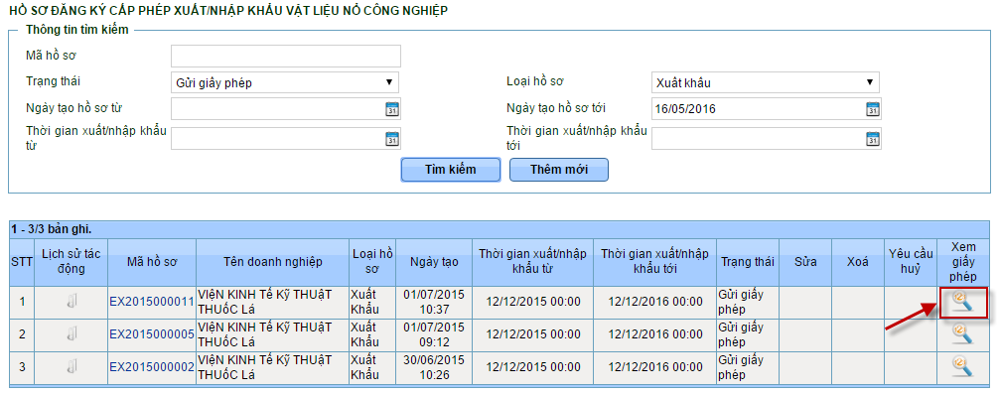 HỒ SƠ ĐĂNG KÝ CẤP PHÉP XUẤT/NHẬP KHẨU VẬT LIỆU NỔ CÔNG NGHIỆP
Thông tin tìm kiếm
Mã hồ sơ
Trạng thái Gửi giấy phép Loại hồ sơ Xuất khẩu
Ngày tạo hồ sơ từ 31 Ngày tạo hồ sơ tới 16/05/2016 31
Thời gian xuất/nhập khẩu từ 31 Thời gian xuất/nhập khẩu tới 31
Tìm kiếm Thêm mới
1 - 3/3 bản ghi.
STT Lịch sử tác động Mã hồ sơ Tên doanh nghiệp Loại hồ sơ Ngày tạo Thời gian xuất/nhập khẩu từ Thời gian xuất/nhập khẩu tới Trạng thái Sửa Xoá Yêu cầu huỷ Xem giấy phép
1 EX2015000011 VIỆN KINH Tế Kỹ THUậT THUốC Lá Xuất Khẩu 01/07/2015 10:37 12/12/2015 00:00 12/12/2016 00:00 Gửi giấy phép
2 EX2015000005 VIỆN KINH Tế Kỹ THUậT THUốC Lá Xuất Khẩu 01/07/2015 09:12 12/12/2015 00:00 12/12/2016 00:00 Gửi giấy phép
3 EX2015000002 VIỆN KINH Tế Kỹ THUậT THUốC Lá Xuất Khẩu 30/06/2015 10:26 12/12/2015 00:00 12/12/2016 00:00 Gửi giấy phép